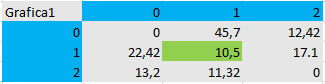 Grafica1 0 1 2
0 0 45,7 12,42
1 22,42 10,5 17.1
2 13,2 11,32 0